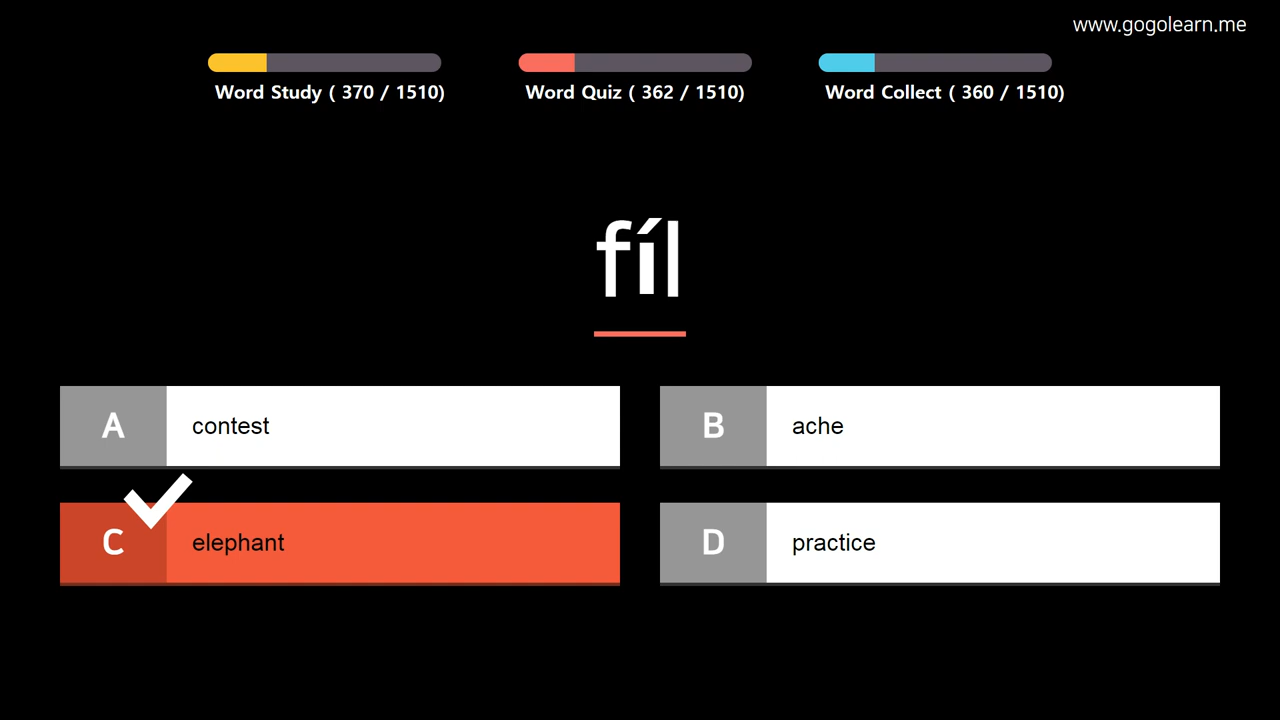 www.gogolearn.me
Word Study ( 370 / 1510)
Word Quiz ( 362 / 1510)
Word Collect ( 360 / 1510)
fíl
A contest
B ache
C elephant
D practice